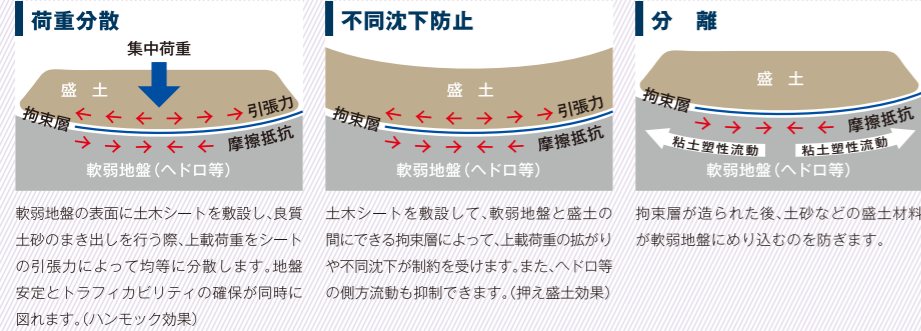 荷重分散
集中荷重
盛 土
引張力
拘束層
摩擦抵抗
軟弱地盤(ヘドロ等)
軟弱地盤の表面に土木シートを敷設し、良質
土砂のまき出しを行う際、上載荷重をシート
の引張力によって均等に分散します。地盤
安定とトラフィカビリティの確保が同時に
図れます。(ハンモック効果)
不同沈下防止
盛 土
引張力
拘束層
摩擦抵抗
軟弱地盤(ヘドロ等)
土木シートを敷設して、軟弱地盤と盛土の
間にできる拘束層によって、上載荷重の拡がり
や不同沈下が制約を受けます。また、ヘドロ等
の側方流動も抑制できます。(押え盛土効果)
分 離
盛 土
拘束層
摩擦抵抗
粘土塑性流動 粘土塑性流動
軟弱地盤(ヘドロ等)
拘束層が造られた後、土砂などの盛土材料
が軟弱地盤にめり込むのを防ぎます。